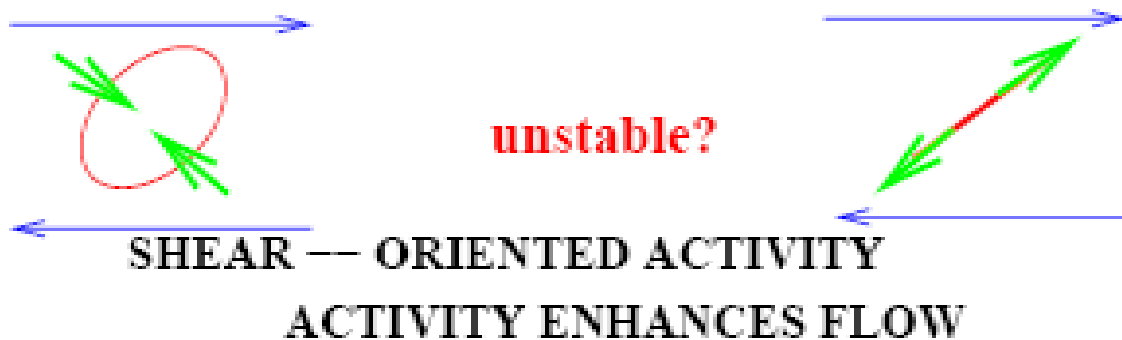 unstable?
SHEAR −− ORIENTED ACTIVITY
ACTIVITY ENHANCES FLOW